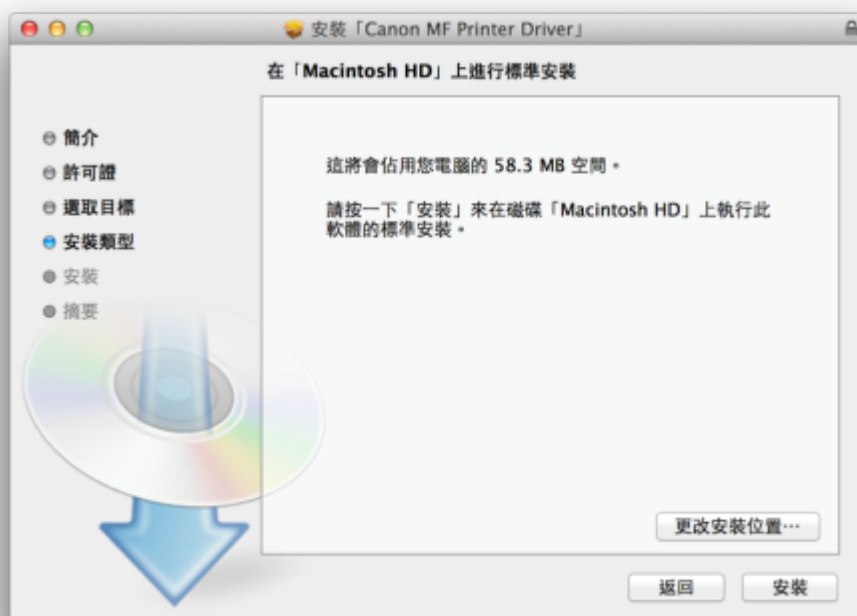 安裝「Canon MF Printer Driver」
在「Macintosh HD」上進行標準安裝
簡介
許可證
選取目標
安裝類型
安裝
摘要
這將會佔用您電腦的 58.3 MB 空間。
請按一下「安裝」來在磁碟「Macintosh HD」上執行此
軟體的標準安裝。
更改安裝位置⋯
返回
安裝